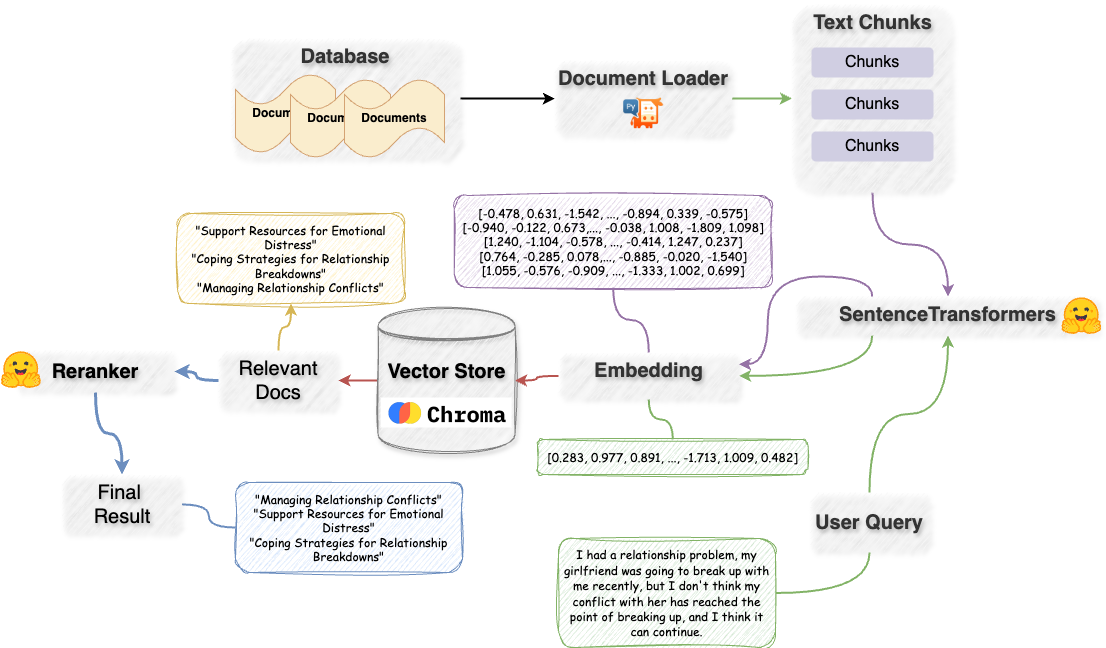 Database
Docum
Docum
Documents
Document Loader
Py
Text Chunks
Chunks
Chunks
Chunks
[-0.478, 0.631, -1.542, ..., -0.894, 0.339, -0.575]
[-0.940, -0.122, 0.673,..., -0.038, 1.008, -1.809, 1.098]
[1.240, -1.104, -0.578, ..., -0.414, 1.247, 0.237]
[0.764, -0.285, 0.078,..., -0.885, -0.020, -1.540]
[1.055, -0.576, -0.909, ..., -1.333, 1.002, 0.699]
"Support Resources for Emotional
Distress"
"Coping Strategies for Relationship
Breakdowns"
"Managing Relationship Conflicts"
SentenceTransformers
Reranker
Relevant
Docs
Vector Store
Chroma
Embedding
[0.283, 0.977, 0.891, ..., -1.713, 1.009, 0.482]
Final
Result
"Managing Relationship Conflicts"
"Support Resources for Emotional
Distress"
"Coping Strategies for Relationship
Breakdowns"
User Query
I had a relationship problem, my
girlfriend was going to break up with
me recently, but I don't think my
conflict with her has reached the
point of breaking up, and I think it
can continue.